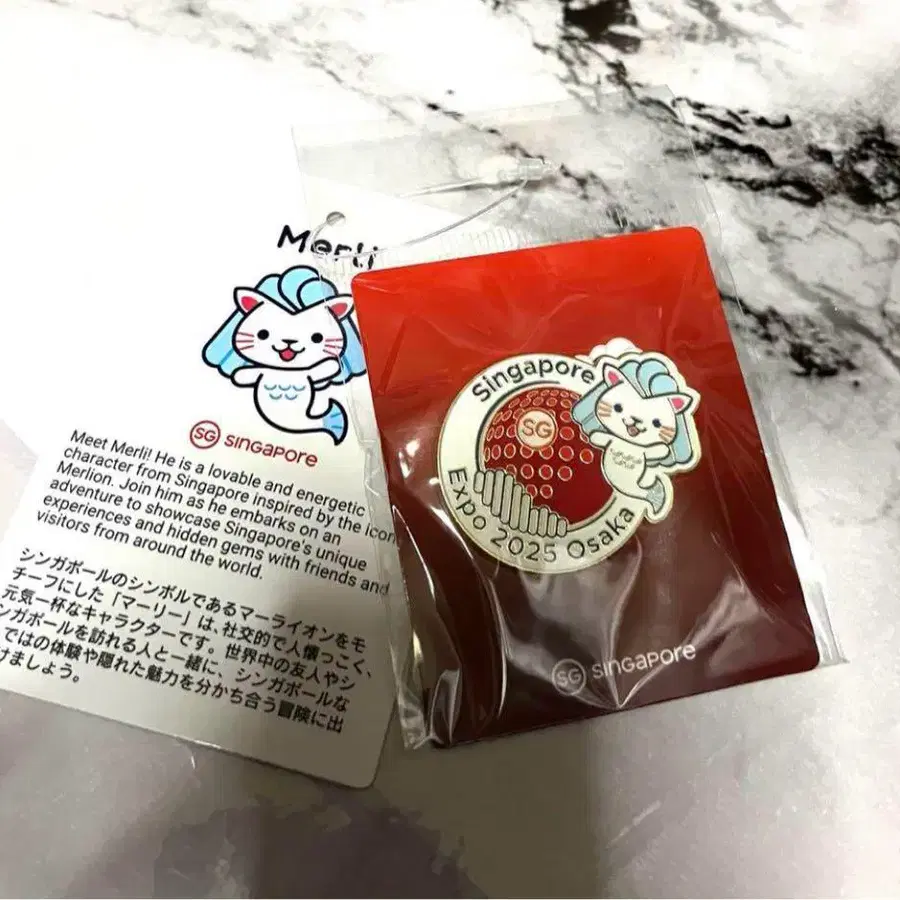 Merli
SG SINGAPORE
Meet Merli! He is a lovable and energetic
character from Singapore inspired by the icon
Merlion. Join him as he embarks on an
adventure to showcase Singapore's unique
experiences and hidden gems with friends and
visitors from around the world.
シンガポールのシンボルであるマーライオンをモ
チーフにした「マーリー」は、社交的で人懐っこく、
元気一杯なキャラクターです。世界中の友人やシ
ンガポールを訪れる人と一緒に、シンガポールな
ではの体験や隠れた魅力を分かち合う冒険に出
けましょう。
Singapore
SG
Expo 2025 Osaka
SG SINGAPORE